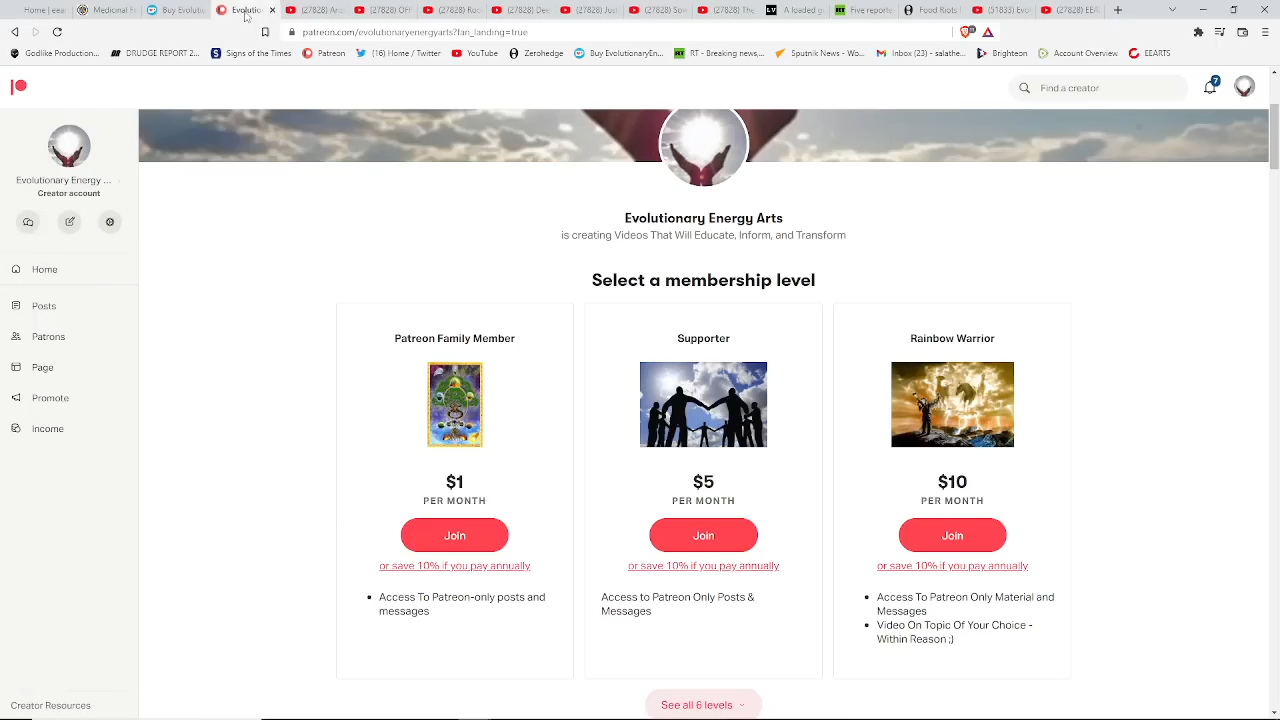 Home | eea
Medicinal F
Buy Evoluti
Evolutio
(27828) An
(27828) OFF
(27828) Roc
(27828) De
(27828) Jus
(27828) Sor
(27828) The
A loaded g
Five reporte
Food Riots
(51833) Evo
(27828) EEA
patreon.com/evolutionaryenergyarts?fan_landing=true
Godlike Production...
DRUDGE REPORT 2...
Signs of the Times
Patreon
(16) Home / Twitter
YouTube
Zerohedge
Buy EvolutionaryEn...
RT - Breaking news,...
Sputnik News - Wo...
Inbox (23) - salathe...
Brighteon
Account Overview
EEARTS
Find a creator
7
Evolutionary Energy ...
Creator account
Home
Posts
Patrons
Page
Promote
Income
Creator Resources
Evolutionary Energy Arts
is creating Videos That Will Educate, Inform, and Transform
Select a membership level
Patreon Family Member
$1
PER MONTH
Join
or save 10% if you pay annually
Access To Patreon-only posts and
messages
Supporter
$5
PER MONTH
Join
or save 10% if you pay annually
Access to Patreon Only Posts &
Messages
Rainbow Warrior
$10
PER MONTH
Join
or save 10% if you pay annually
Access To Patreon Only Material and
Messages
Video On Topic Of Your Choice -
Within Reason ;)
See all 6 levels